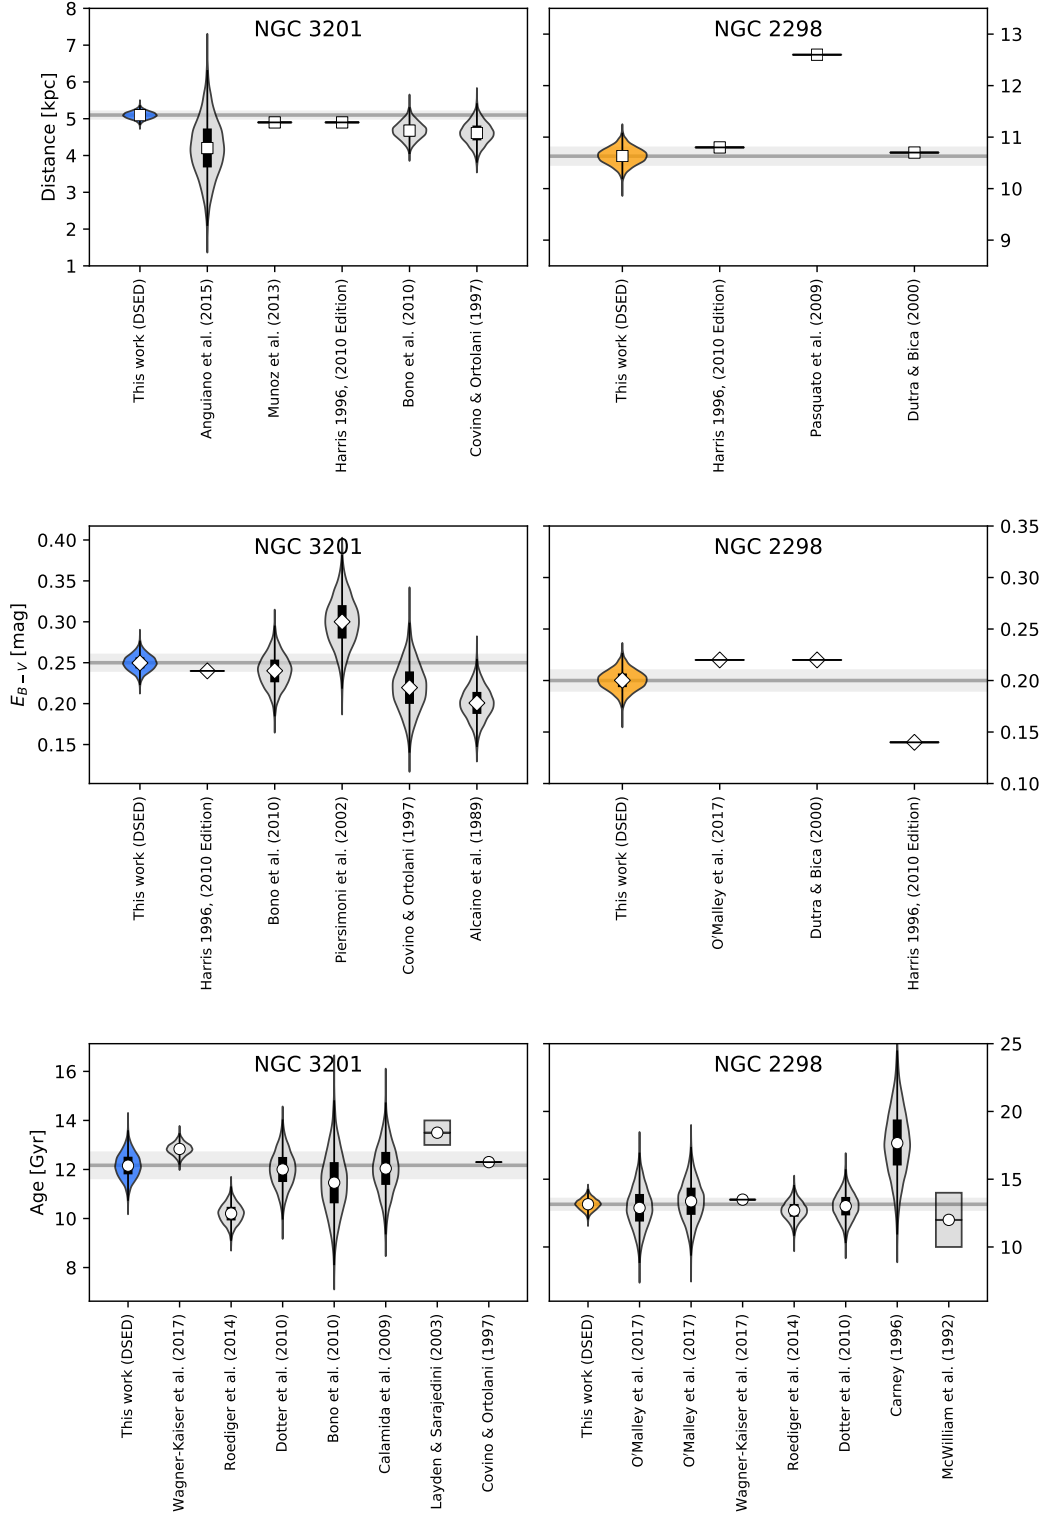 NGC 3201
NGC 2298
Distance [kpc]
8
7
6
5
4
3
2
1
13
12
11
10
9
This work (DSED)
Anguiano et al. (2015)
Munoz et al. (2013)
Harris 1996, (2010 Edition)
Bono et al. (2010)
Covino & Ortolani (1997)
This work (DSED)
Harris 1996, (2010 Edition)
Pasquato et al. (2009)
Dutra & Bica (2000)
NGC 3201
NGC 2298
E_{B−V} [mag]
0.40
0.35
0.30
0.25
0.20
0.15
0.35
0.30
0.25
0.20
0.15
0.10
This work (DSED)
Harris 1996, (2010 Edition)
Bono et al. (2010)
Piersimoni et al. (2002)
Covino & Ortolani (1997)
Alcaino et al. (1989)
This work (DSED)
O'Malley et al. (2017)
Dutra & Bica (2000)
Harris 1996, (2010 Edition)
NGC 3201
NGC 2298
Age [Gyr]
16
14
12
10
8
25
20
15
10
This work (DSED)
Wagner-Kaiser et al. (2017)
Roediger et al. (2014)
Dotter et al. (2010)
Bono et al. (2010)
Calamida et al. (2009)
Layden & Sarajedini (2003)
Covino & Ortolani (1997)
This work (DSED)
O'Malley et al. (2017)
O'Malley et al. (2017)
Wagner-Kaiser et al. (2017)
Roediger et al. (2014)
Dotter et al. (2010)
Carney (1996)
McWilliam et al. (1992)